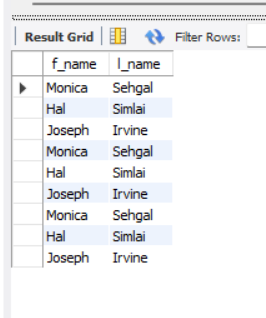 Result Grid Filter Rows:
f_name l_name
Monica Sehgal
Hal Simlai
Joseph Irvine
Monica Sehgal
Hal Simlai
Joseph Irvine
Monica Sehgal
Hal Simlai
Joseph Irvine